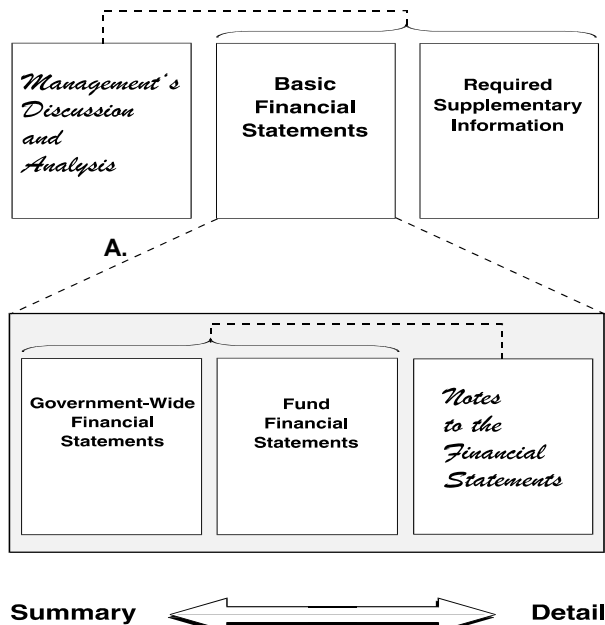 Management's
Discussion
and
Analysis
Basic
Financial
Statements
Required
Supplementary
Information
A.
Government-Wide
Financial
Statements
Fund
Financial
Statements
Notes
to the
Financial
Statements
Summary
Detail